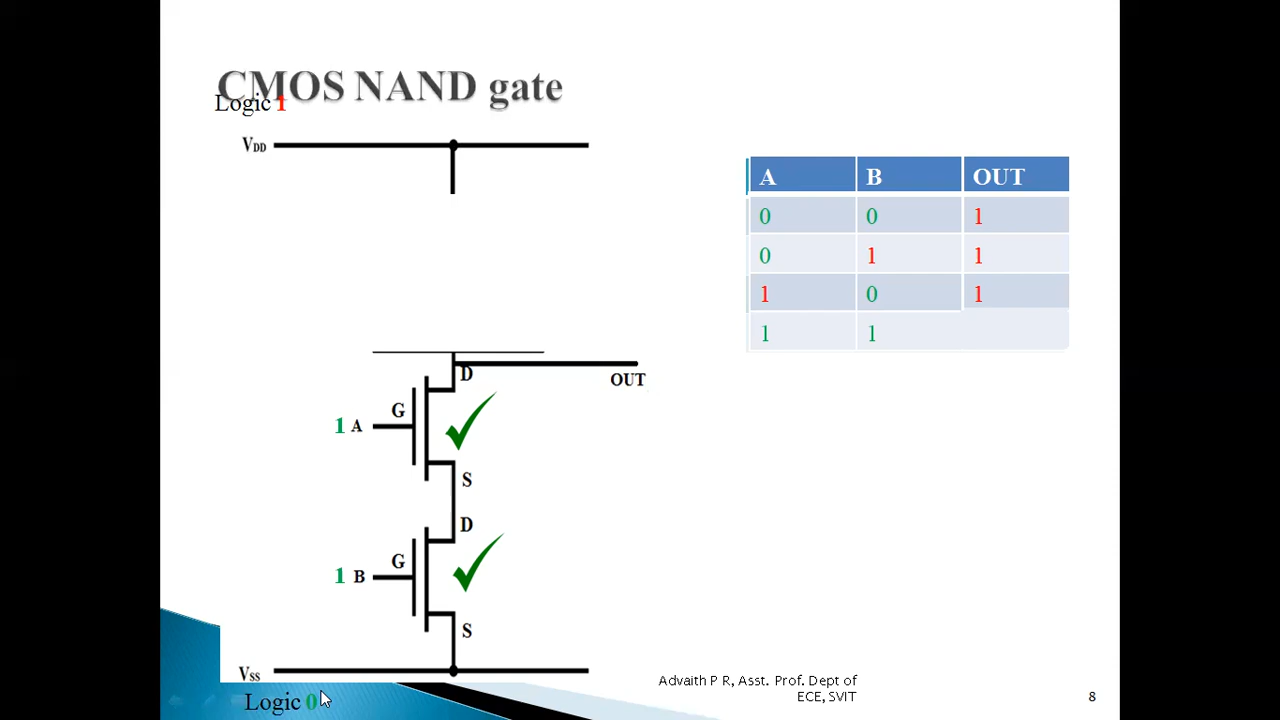 CMOS NAND gate
Logic 1
VDD
A B OUT
0 0 1
0 1 1
1 0 1
1 1
D
OUT
G
1 A
S
D
G
1 B
S
VSS
Logic 0
Advaith P R, Asst. Prof. Dept of
ECE, SVIT
8